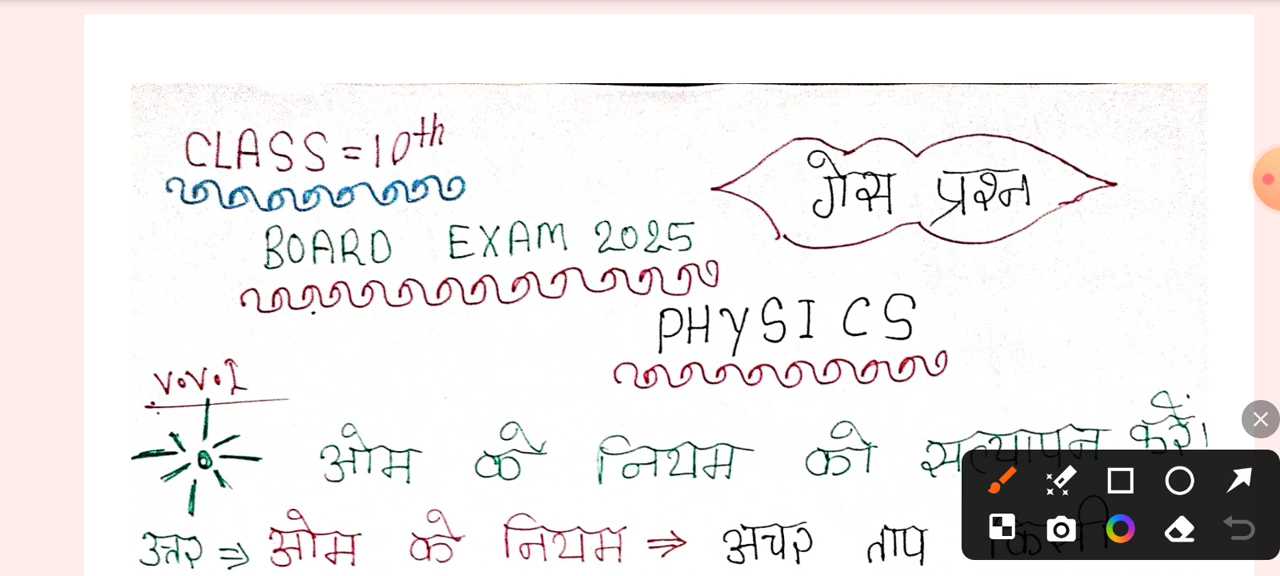 CLASS = 10th
गेस प्रश्न
BOARD EXAM 2025
PHYSICS
V.V.I
ओम के नियम को सत्यापन करें।
उत्तर ⇒ ओम के नियम ⇒ अचर ताप